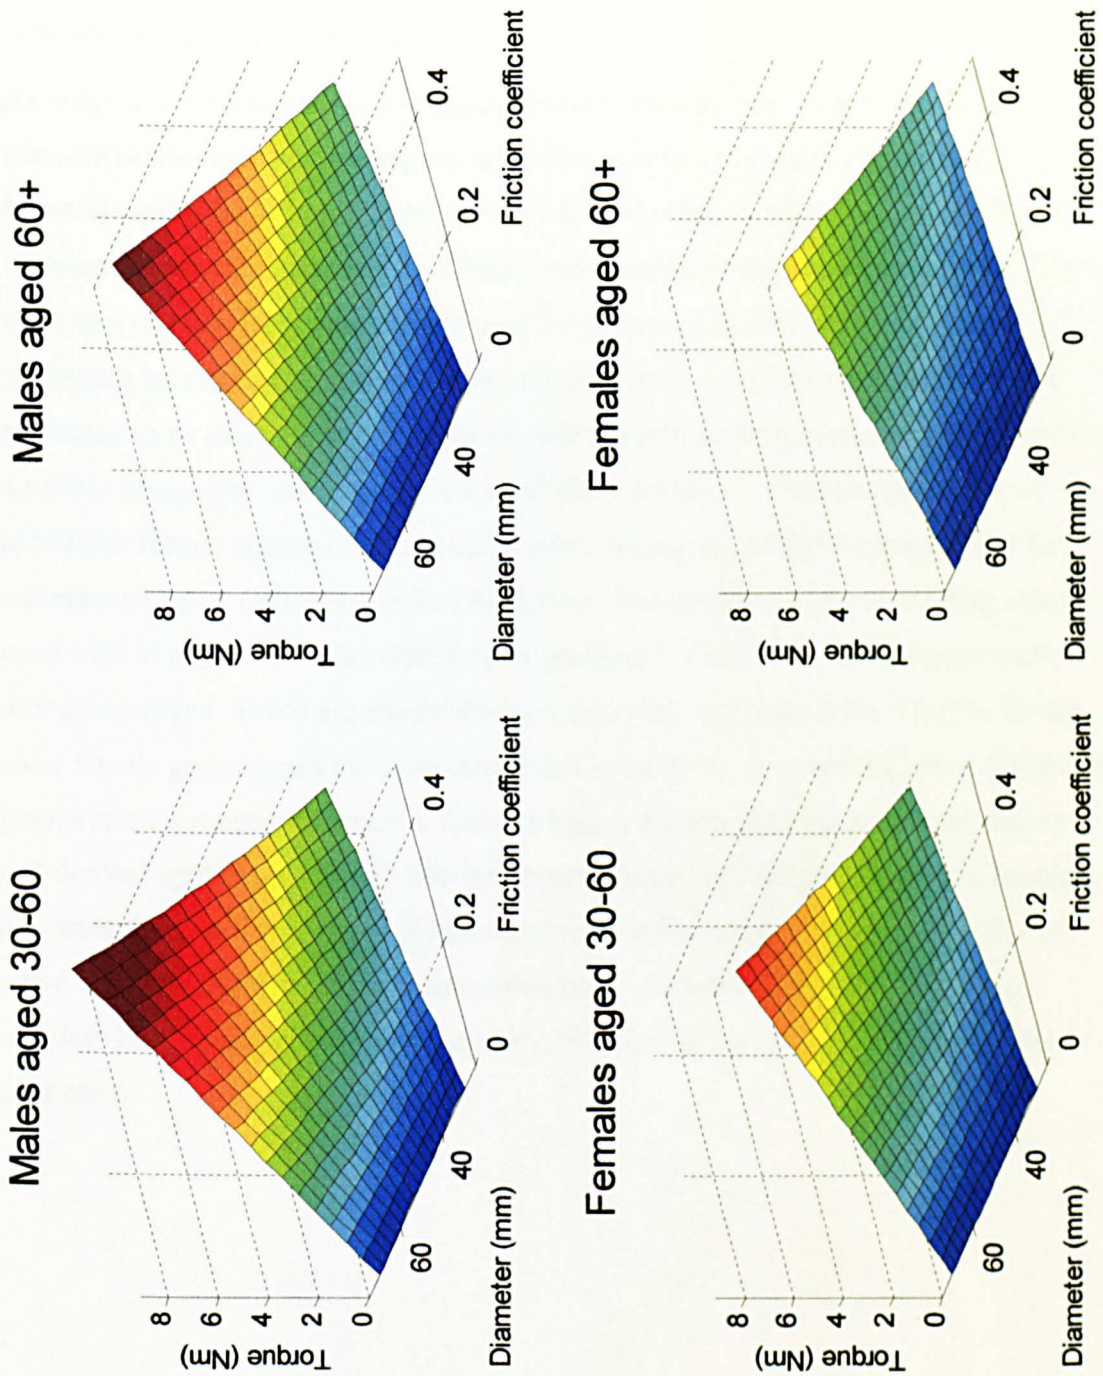 Males aged 30-60
8
6
4
2
0
Torque (Nm)
60
40
Diameter (mm)
0
0.2
0.4
Friction coefficient
Males aged 60+
8
6
4
2
0
Torque (Nm)
60
40
Diameter (mm)
0
0.2
0.4
Friction coefficient
Females aged 30-60
8
6
4
2
0
Torque (Nm)
60
40
Diameter (mm)
0
0.2
0.4
Friction coefficient
Females aged 60+
8
6
4
2
0
Torque (Nm)
60
40
Diameter (mm)
0
0.2
0.4
Friction coefficient